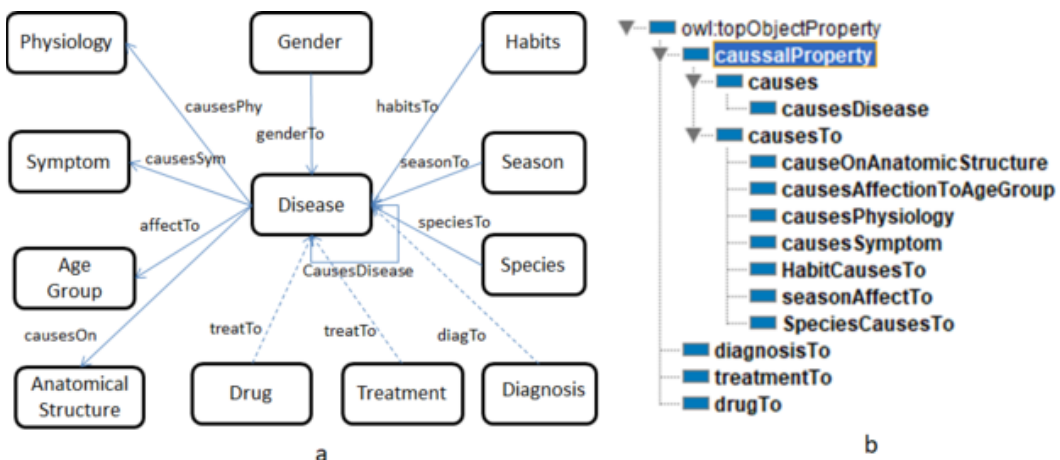 Physiology
Gender
Habits
causesPhy
habitsTo
genderTo
Symptom
causesSym
seasonTo
Season
Disease
affectTo
speciesTo
Age
Group
CausesDisease
Species
causesOn
treatTo
treatTo
diagTo
Anatomical
Structure
Drug
Treatment
Diagnosis
a
owl:topObjectProperty
caussalProperty
causes
causesDisease
causesTo
causeOnAnatomicStructure
causesAffectionToAgeGroup
causesPhysiology
causesSymptom
HabitCausesTo
seasonAffectTo
SpeciesCausesTo
diagnosisTo
treatmentTo
drugTo
b